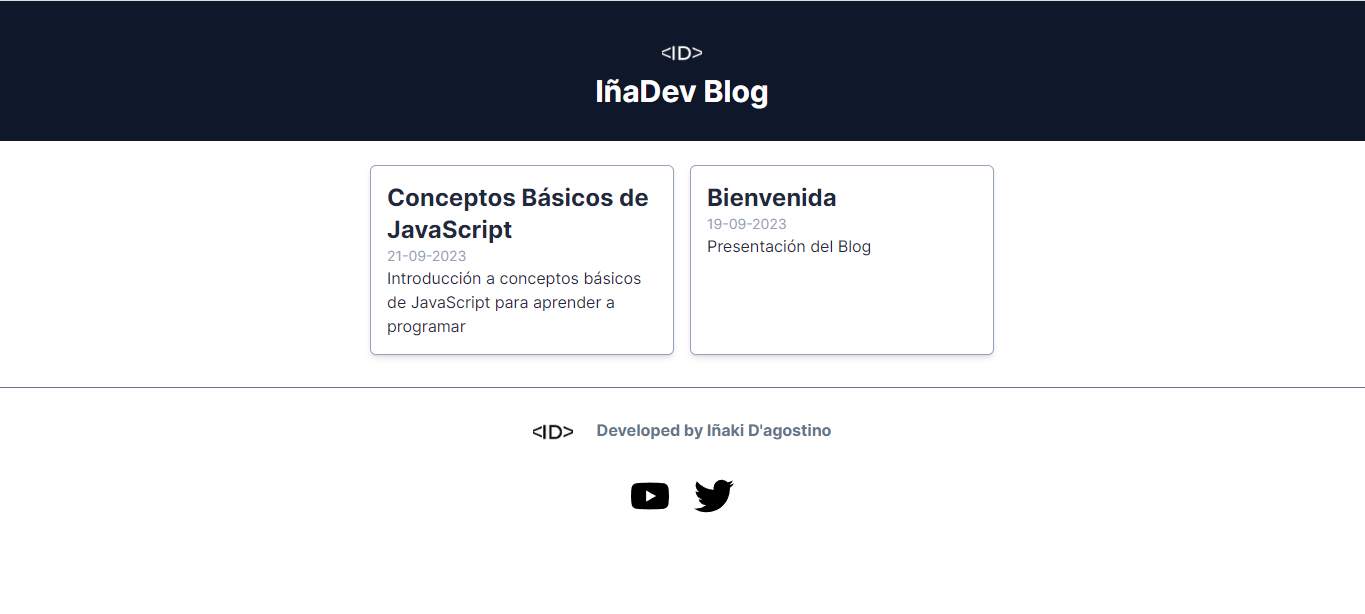 <ID>
IñaDev Blog
Conceptos Básicos de
JavaScript
21-09-2023
Introducción a conceptos básicos
de JavaScript para aprender a
programar
Bienvenida
19-09-2023
Presentación del Blog
<ID> Developed by Iñaki D'agostino